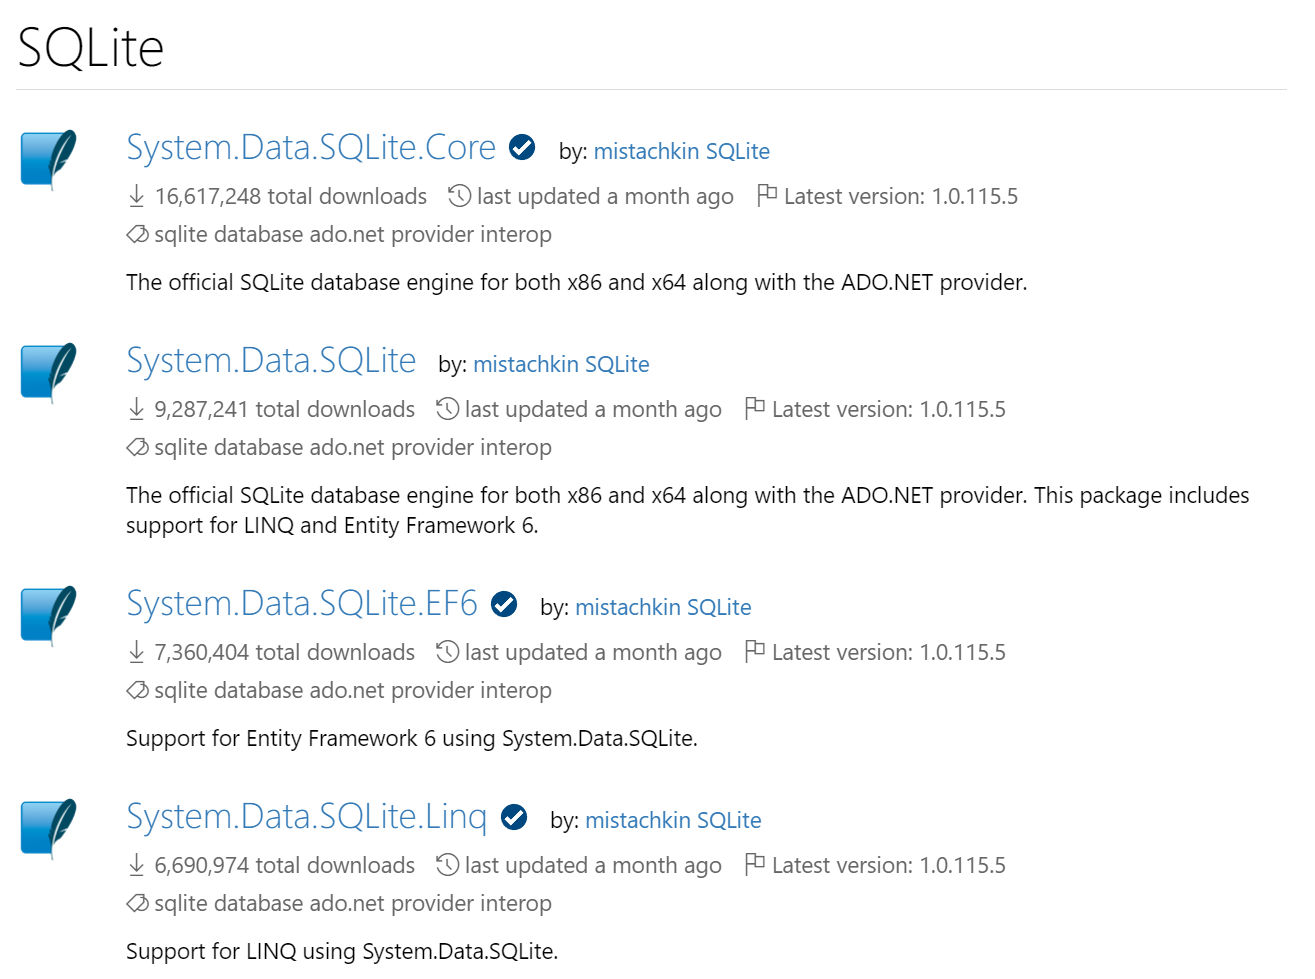 SQLite
System.Data.SQLite.Core by: mistachkin SQLite
16,617,248 total downloads last updated a month ago Latest version: 1.0.115.5
sqlite database ado.net provider interop
The official SQLite database engine for both x86 and x64 along with the ADO.NET provider.
System.Data.SQLite by: mistachkin SQLite
9,287,241 total downloads last updated a month ago Latest version: 1.0.115.5
sqlite database ado.net provider interop
The official SQLite database engine for both x86 and x64 along with the ADO.NET provider. This package includes
support for LINQ and Entity Framework 6.
System.Data.SQLite.EF6 by: mistachkin SQLite
7,360,404 total downloads last updated a month ago Latest version: 1.0.115.5
sqlite database ado.net provider interop
Support for Entity Framework 6 using System.Data.SQLite.
System.Data.SQLite.Linq by: mistachkin SQLite
6,690,974 total downloads last updated a month ago Latest version: 1.0.115.5
sqlite database ado.net provider interop
Support for LINQ using System.Data.SQLite.